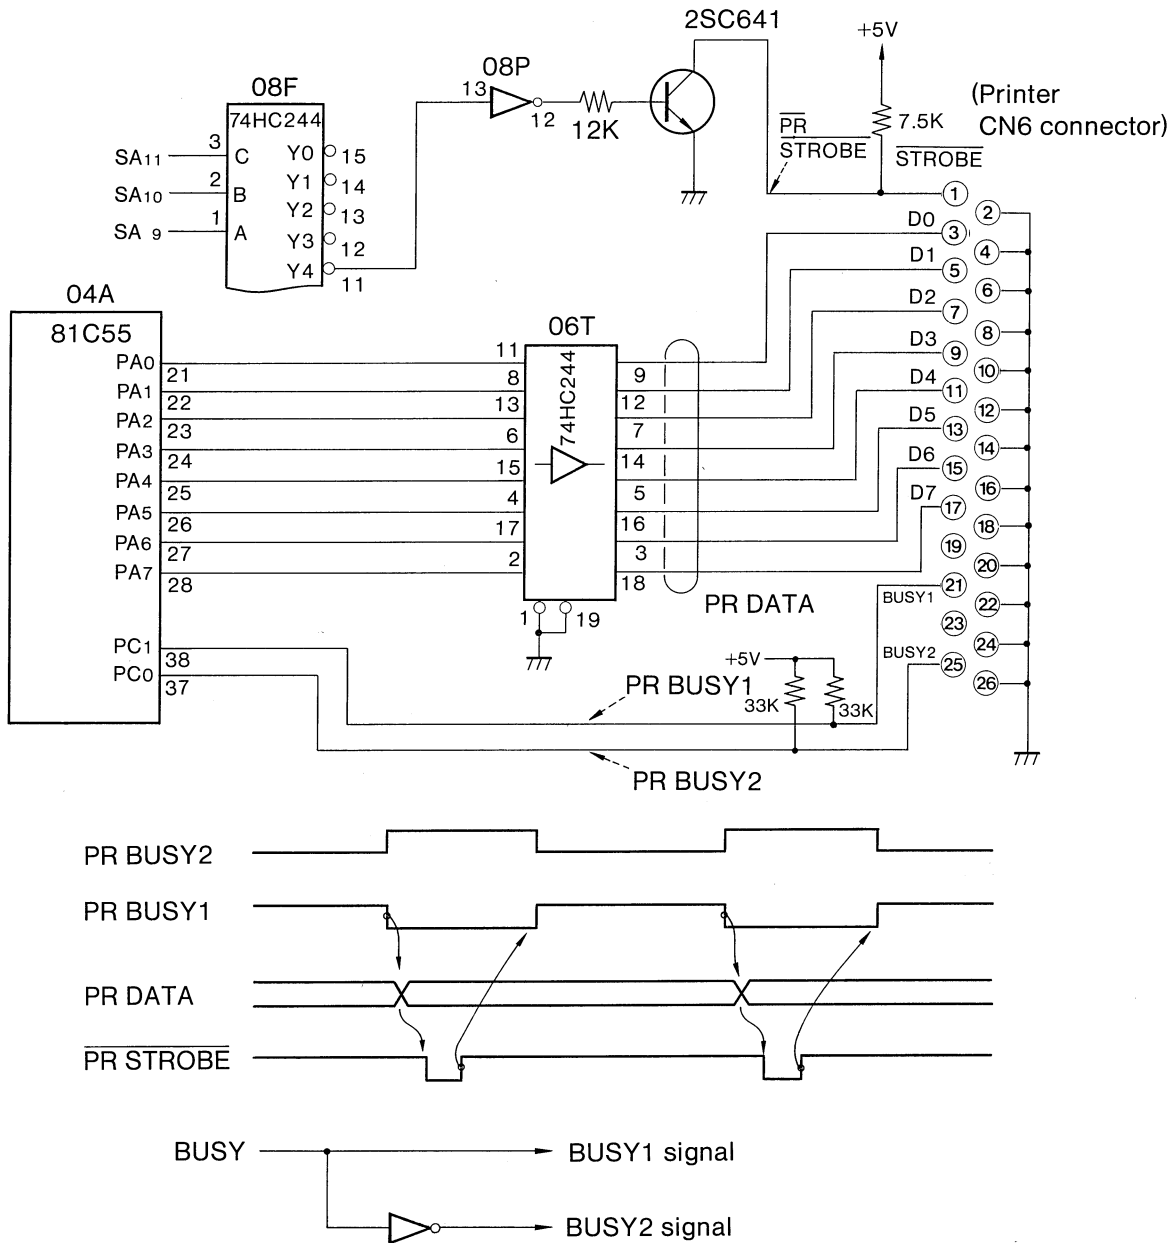 2SC641
+5V
08P
08F
13
12
12K
PR
STROBE
7.5K
(Printer
CN6 connector)
STROBE
74HC244
SA11 3 C Y0 15
SA10 2 B Y1 14
SA 9 1 A Y2 13
Y3 12
Y4 11
1
2
D0 3
4
D1 5
6
D2 7
8
D3 9
10
D4 11
12
D5 13
14
D6 15
16
D7 17
18
19
20
BUSY1 21
22
23
24
BUSY2 25
26
04A
81C55
06T
74HC244
PA0 21 11 9
PA1 22 8 12
PA2 23 13 7
PA3 24 6 14
PA4 25 15 5
PA5 26 4 16
PA6 27 17 3
PA7 28 2 18
1 19
PR DATA
PC1 38
PC0 37
+5V
PR BUSY1
33K
33K
PR BUSY2
PR BUSY2
PR BUSY1
PR DATA
PR STROBE
BUSY
BUSY1 signal
BUSY2 signal